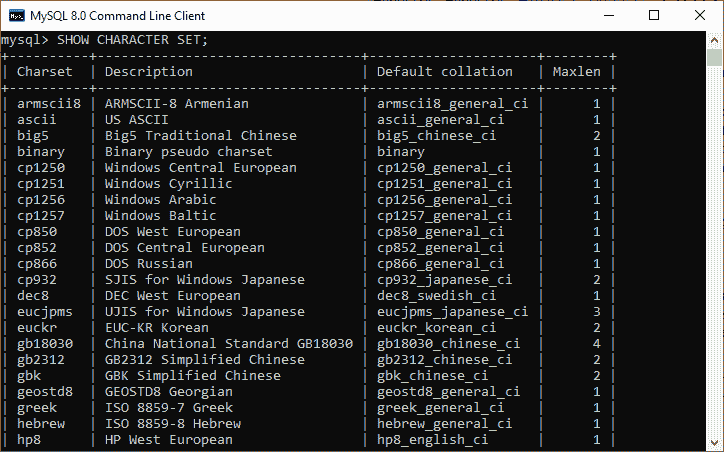 MySQL 8.0 Command Line Client
mysql> SHOW CHARACTER SET;
+----------+---------------------------------+---------------------+--------+
| Charset | Description | Default collation | Maxlen |
+----------+---------------------------------+---------------------+--------+
| armscii8 | ARMSCII-8 Armenian | armscii8_general_ci | 1 |
| ascii | US ASCII | ascii_general_ci | 1 |
| big5 | Big5 Traditional Chinese | big5_chinese_ci | 2 |
| binary | Binary pseudo charset | binary | 1 |
| cp1250 | Windows Central European | cp1250_general_ci | 1 |
| cp1251 | Windows Cyrillic | cp1251_general_ci | 1 |
| cp1256 | Windows Arabic | cp1256_general_ci | 1 |
| cp1257 | Windows Baltic | cp1257_general_ci | 1 |
| cp850 | DOS West European | cp850_general_ci | 1 |
| cp852 | DOS Central European | cp852_general_ci | 1 |
| cp866 | DOS Russian | cp866_general_ci | 1 |
| cp932 | SJIS for Windows Japanese | cp932_japanese_ci | 2 |
| dec8 | DEC West European | dec8_swedish_ci | 1 |
| eucjpms | UJIS for Windows Japanese | eucjpms_japanese_ci | 3 |
| euckr | EUC-KR Korean | euckr_korean_ci | 2 |
| gb18030 | China National Standard GB18030 | gb18030_chinese_ci | 4 |
| gb2312 | GB2312 Simplified Chinese | gb2312_chinese_ci | 2 |
| gbk | GBK Simplified Chinese | gbk_chinese_ci | 2 |
| geostd8 | GEOSTD8 Georgian | geostd8_general_ci | 1 |
| greek | ISO 8859-7 Greek | greek_general_ci | 1 |
| hebrew | ISO 8859-8 Hebrew | hebrew_general_ci | 1 |
| hp8 | HP West European | hp8_english_ci | 1 |